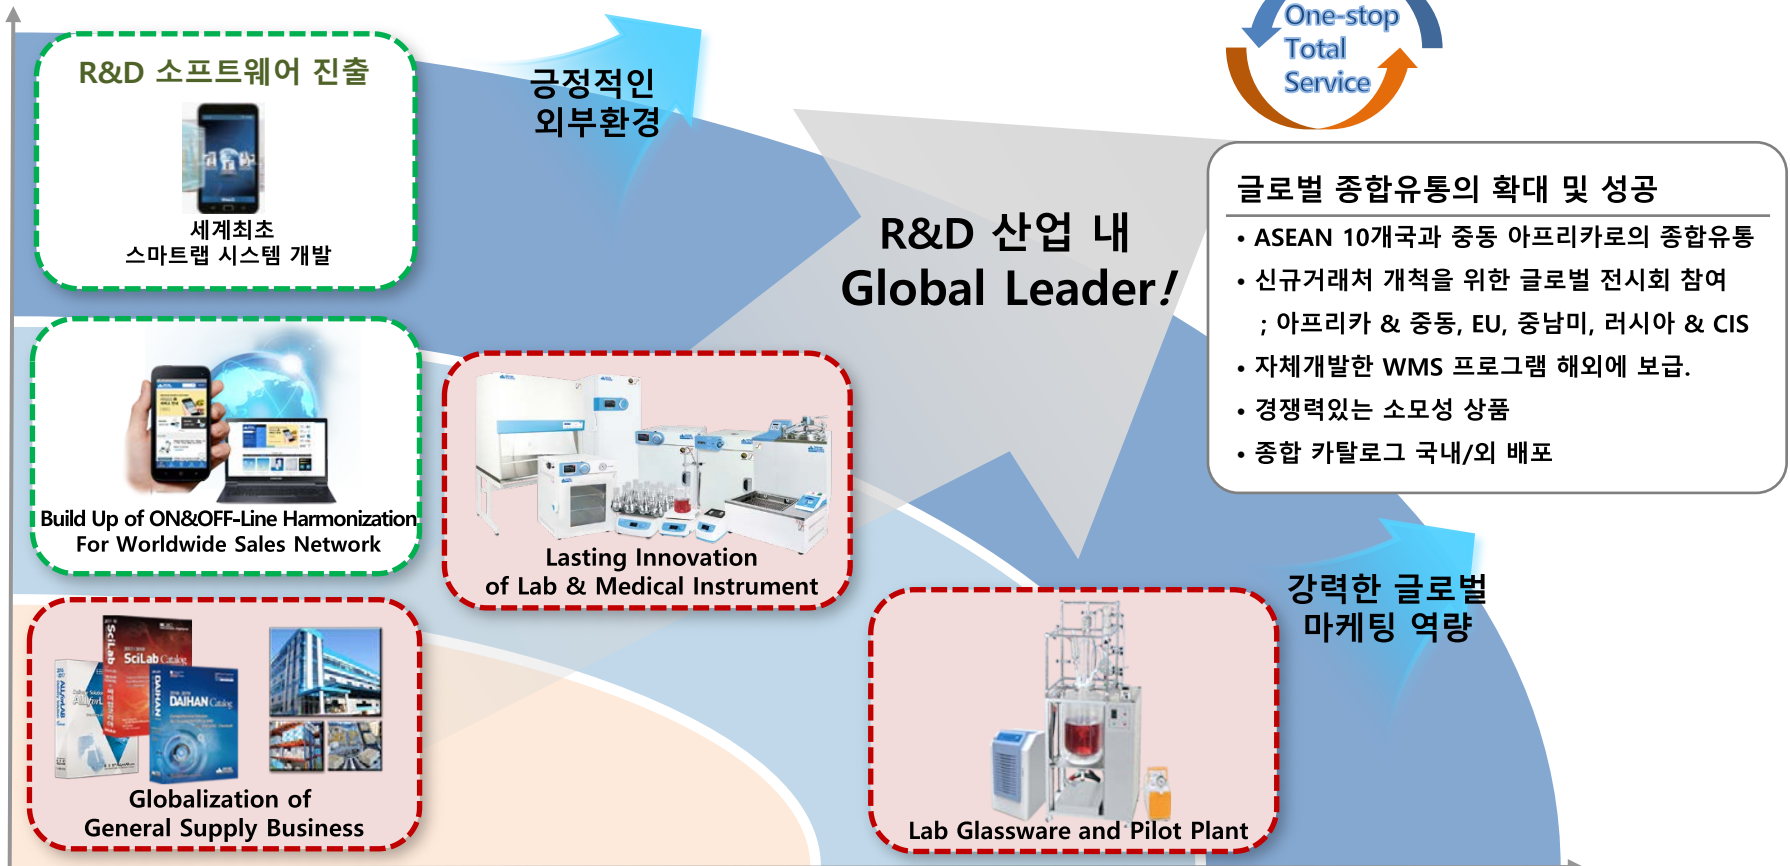 One-stop
Total
Service
R&D 소프트웨어 진출
세계최초
스마트랩 시스템 개발
긍정적인
외부환경
R&D 산업 내
Global Leader!
글로벌 종합유통의 확대 및 성공
• ASEAN 10개국과 중동 아프리카로의 종합유통
• 신규거래처 개척을 위한 글로벌 전시회 참여
; 아프리카 & 중동, EU, 중남미, 러시아 & CIS
• 자체개발한 WMS 프로그램 해외에 보급.
• 경쟁력있는 소모성 상품
• 종합 카탈로그 국내/외 배포
Build Up of ON&OFF-Line Harmonization
For Worldwide Sales Network
Lasting Innovation
of Lab & Medical Instrument
강력한 글로벌
마케팅 역량
SciLab
SciLab Catalog
DAIHAN
DAIHAN Catalog
Globalization of
General Supply Business
Lab Glassware and Pilot Plant